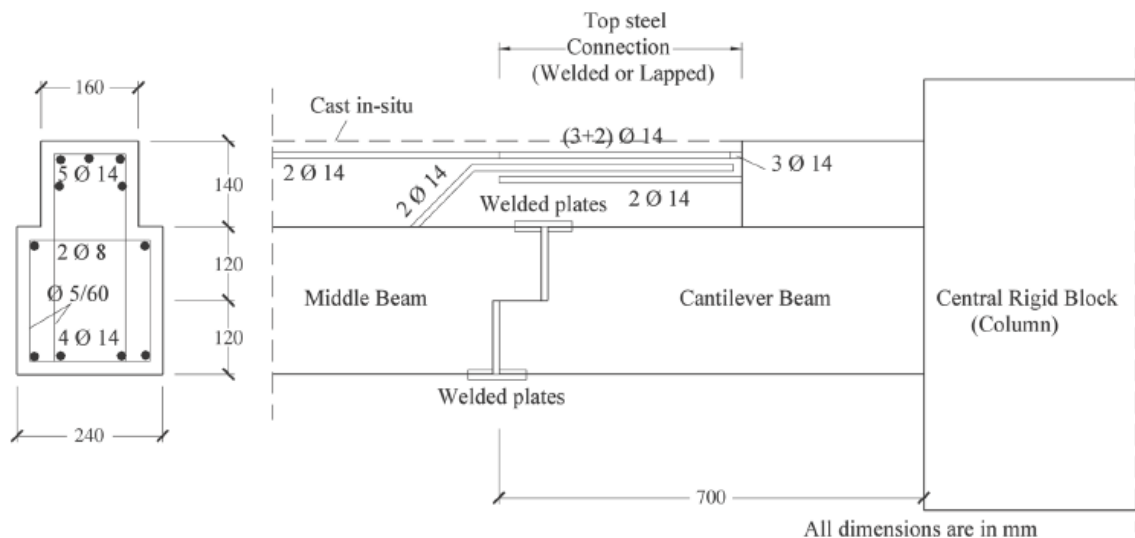 Top steel
Connection
(Welded or Lapped)
160
Cast in-situ
(3+2) Ø 14
5 Ø 14
2 Ø 14
3 Ø 14
140
2 Ø 14
2 Ø 14
Welded plates
2 Ø 8
120
Ø 5/60
Middle Beam
Cantilever Beam
Central Rigid Block
(Column)
4 Ø 14
120
Welded plates
240
700
All dimensions are in mm